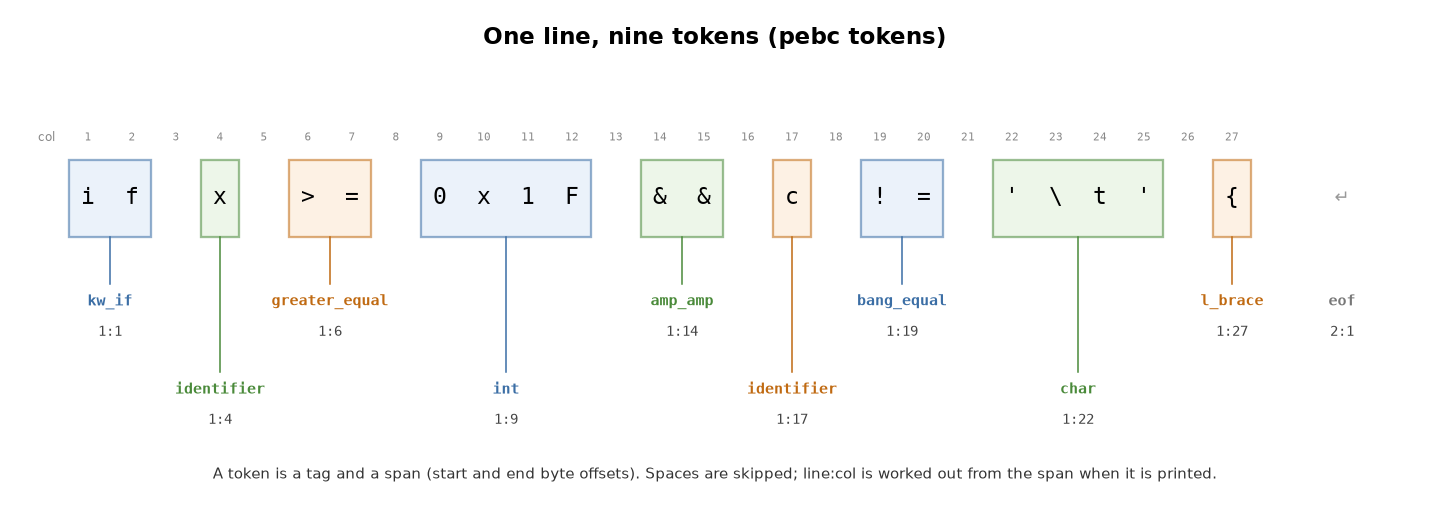 One line, nine tokens (pebc tokens)
col 1 2 3 4 5 6 7 8 9 10 11 12 13 14 15 16 17 18 19 20 21 22 23 24 25 26 27
i f x > = 0 x 1 F & & c ! = ' \ t ' { ↵
kw_if greater_equal amp_amp bang_equal l_brace eof
1:1 1:6 1:14 1:19 1:27 2:1
identifier int identifier char
1:4 1:9 1:17 1:22
A token is a tag and a span (start and end byte offsets). Spaces are skipped; line:col is worked out from the span when it is printed.